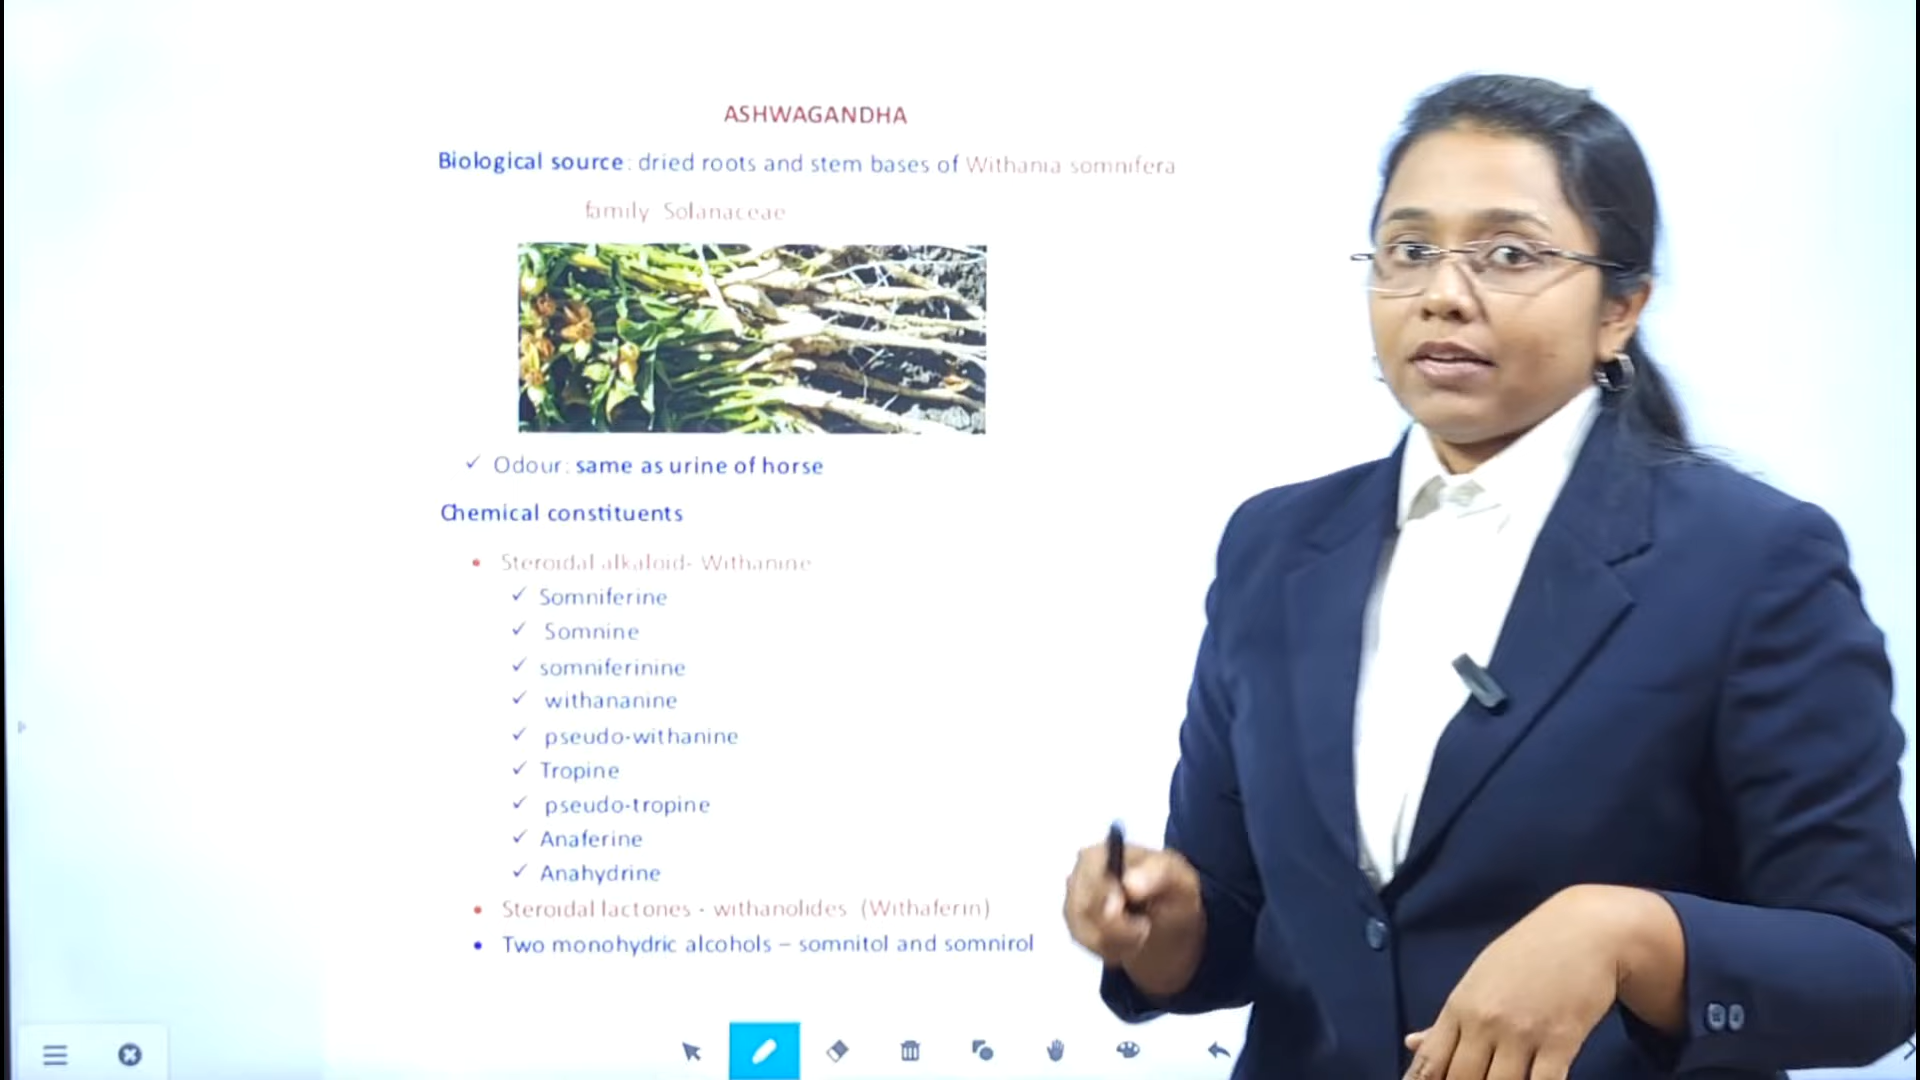 ASHWAGANDHA
Biological source: dried roots and stem bases of Withania somnifera
family Solanaceae
✓ Odour: same as urine of horse
Chemical constituents
• Steroidal alkaloid- Withanine
✓ Somniferine
✓ Somnine
✓ somniferinine
✓ withananine
✓ pseudo-withanine
✓ Tropine
✓ pseudo-tropine
✓ Anaferine
✓ Anahydrine
• Steroidal lactones - withanolides (Withaferin)
• Two monohydric alcohols – somnitol and somnirol